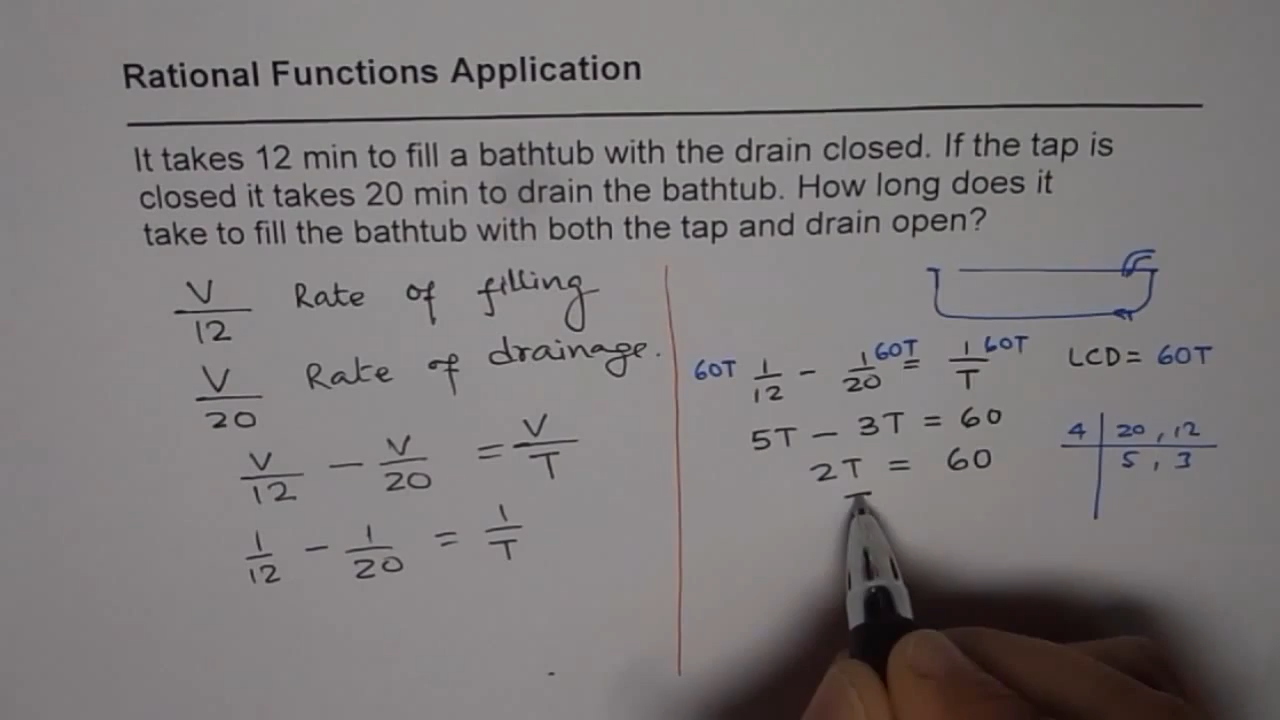 Rational Functions Application
It takes 12 min to fill a bathtub with the drain closed. If the tap is
closed it takes 20 min to drain the bathtub. How long does it
take to fill the bathtub with both the tap and drain open?
V/12 Rate of filling
V/20 Rate of drainage.
V/12 - V/20 = V/T
1/12 - 1/20 = 1/T
60T 1/12 - 1/20 60T = 1/T 60T
LCD = 60T
5T - 3T = 60
2T = 60
T
4 | 20, 12
5, 3